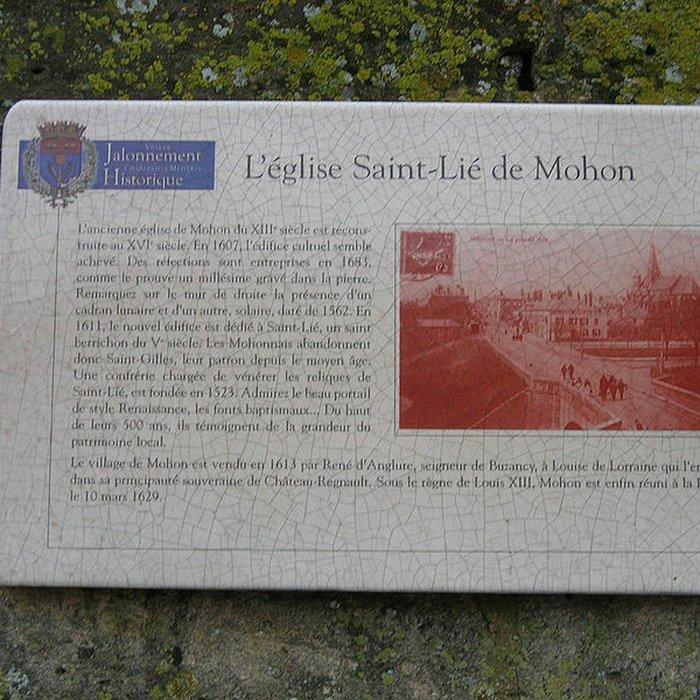 VILLE DE
Jalonnement
CHARLEVILLE-MÉZIÈRES
Historique
L'église Saint-Lié de Mohon
L'ancienne église de Mohon du XIIIe siècle est recons-
truite au XVIe siècle. En 1607, l'édifice cultuel semble
achevé. Des réfections sont entreprises en 1683,
comme le prouve un millésime gravé dans la pierre.
Remarquez sur le mur de droite la présence d'un
cadran lunaire et d'un autre, solaire, daté de 1562. En
1611, le nouvel édifice est dédié à Saint-Lié, un saint
berrichon du Ve siècle. Les Mohonnais abandonnent
donc Saint-Gilles, leur patron depuis le moyen âge.
Une confrérie chargée de vénérer les reliques de
Saint-Lié, est fondée en 1523. Admirez le beau portail
de style Renaissance, les fonts baptismaux... Du haut
de leurs 500 ans, ils témoignent de la grandeur du
patrimoine local.
Le village de Mohon est vendu en 1613 par René d'Anglure, seigneur de Buzancy, à Louise de Lorraine qui l'e
dans sa principauté souveraine de Château-Regnault. Sous le règne de Louis XIII, Mohon est enfin réuni à la
le 10 mars 1629.